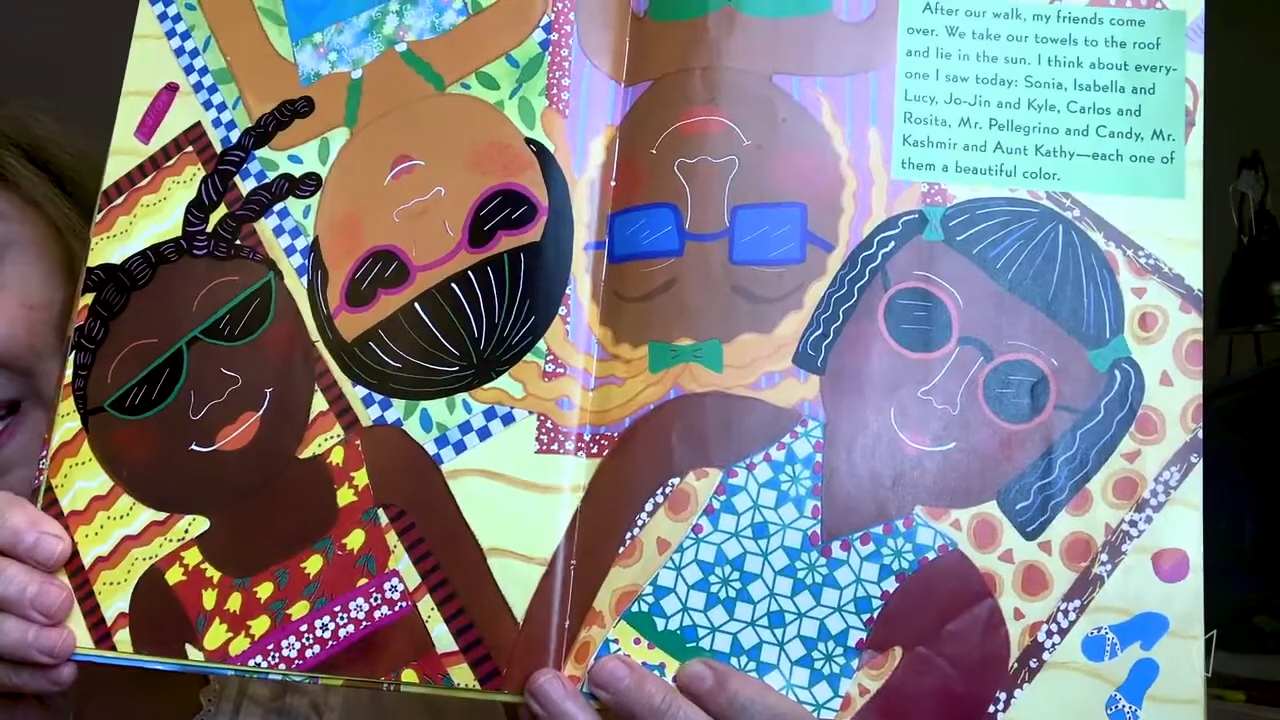 After our walk, my friends come
over. We take our towels to the roof
and lie in the sun. I think about every-
one I saw today: Sonia, Isabella and
Lucy, Jo-Jin and Kyle, Carlos and
Rosita, Mr. Pellegrino and Candy, Mr.
Kashmir and Aunt Kathy—each one of
them a beautiful color.